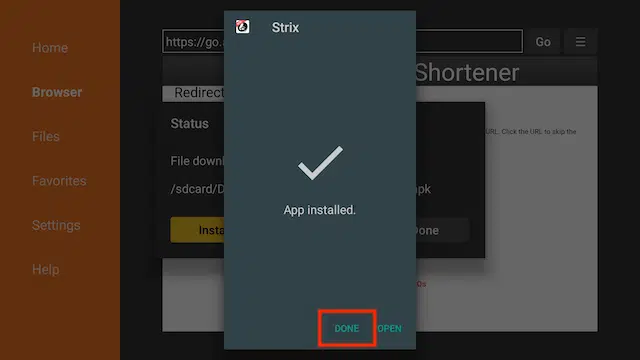 Home
Browser
Files
Favorites
Settings
Help
https://go.
Go
Shortener
Redirect
URL. Click the URL to skip the
Status
File downl
/sdcard/D
pk
Insta
Done
Strix
App installed.
DONE
OPEN